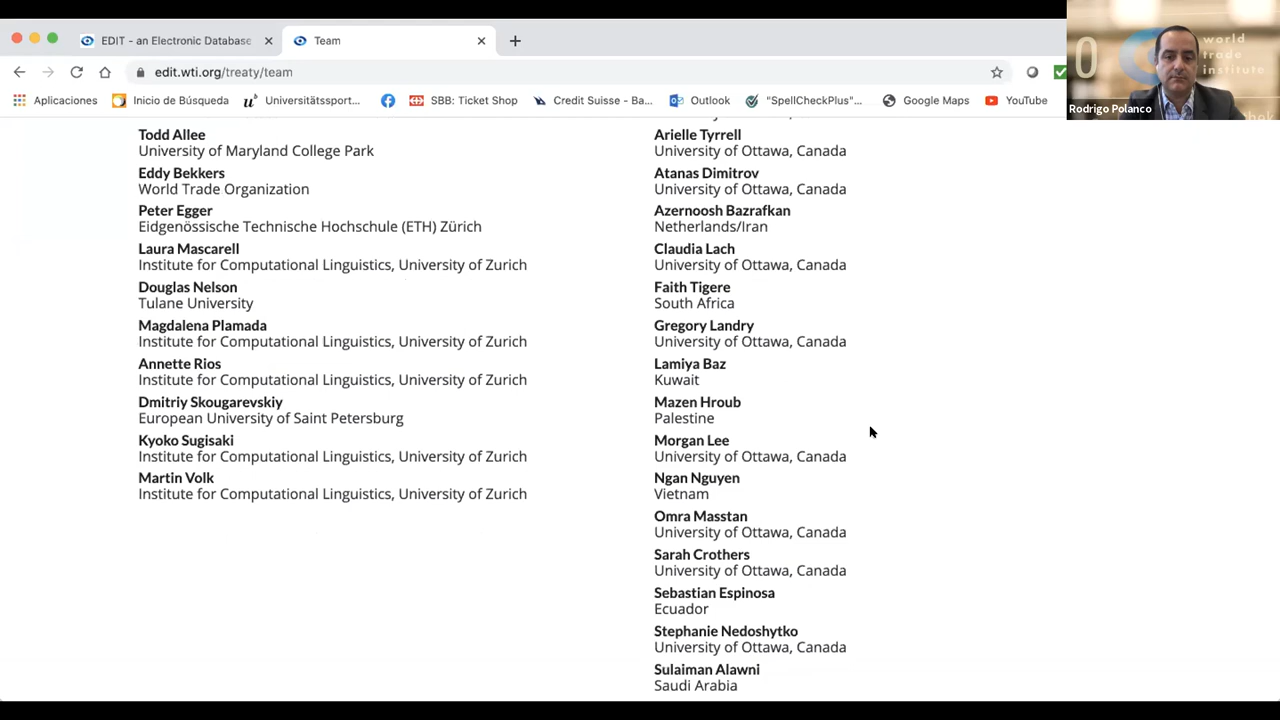 EDIT - an Electronic Database
Team
edit.wti.org/treaty/team
Aplicaciones
Inicio de Búsqueda
Universitätssport...
SBB: Ticket Shop
Credit Suisse - Ba...
Outlook
"SpellCheckPlus"...
Google Maps
YouTube
world
trade
institute
Rodrigo Polanco
Todd Allee
University of Maryland College Park
Eddy Bekkers
World Trade Organization
Peter Egger
Eidgenössische Technische Hochschule (ETH) Zürich
Laura Mascarell
Institute for Computational Linguistics, University of Zurich
Douglas Nelson
Tulane University
Magdalena Plamada
Institute for Computational Linguistics, University of Zurich
Annette Rios
Institute for Computational Linguistics, University of Zurich
Dmitriy Skougarevskiy
European University of Saint Petersburg
Kyoko Sugisaki
Institute for Computational Linguistics, University of Zurich
Martin Volk
Institute for Computational Linguistics, University of Zurich
Arielle Tyrrell
University of Ottawa, Canada
Atanas Dimitrov
University of Ottawa, Canada
Azernoosh Bazrafkan
Netherlands/Iran
Claudia Lach
University of Ottawa, Canada
Faith Tigere
South Africa
Gregory Landry
University of Ottawa, Canada
Lamiya Baz
Kuwait
Mazen Hroub
Palestine
Morgan Lee
University of Ottawa, Canada
Ngan Nguyen
Vietnam
Omra Masstan
University of Ottawa, Canada
Sarah Crothers
University of Ottawa, Canada
Sebastian Espinosa
Ecuador
Stephanie Nedoshytko
University of Ottawa, Canada
Sulaiman Alawni
Saudi Arabia